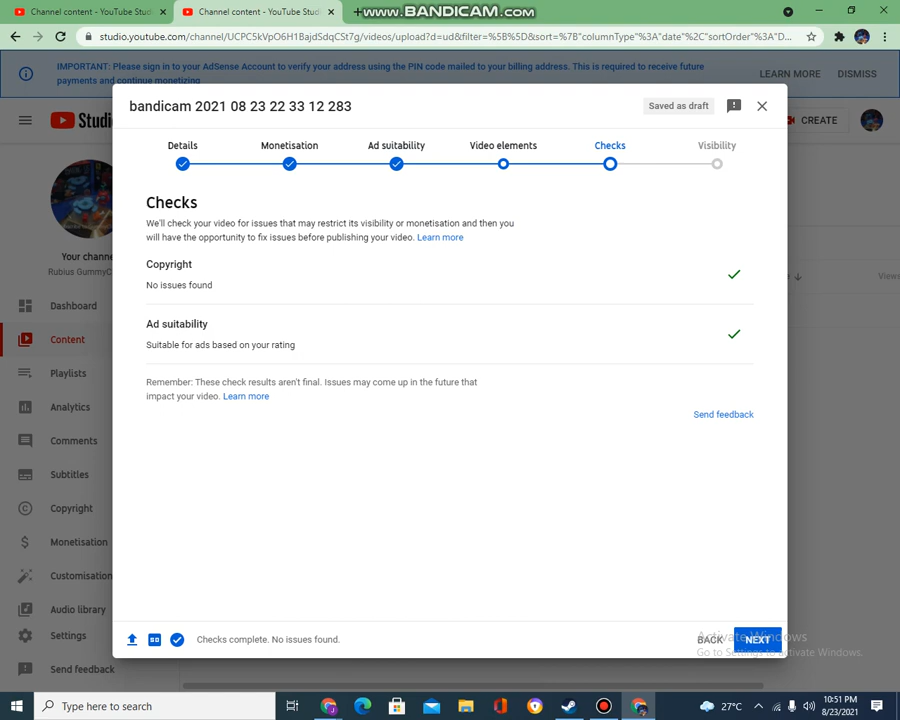 Channel content - YouTube Studi
Channel content - YouTube Studi
WWW.BANDICAM.COM
studio.youtube.com/channel/UCPC5kVpO6H1BajdSdqCSt7g/videos/upload?d=ud&filter=%5B%5D&sort=%7B"columnType"%3A"date"%2C"sortOrder"%3A"D...
IMPORTANT: Please sign in to your AdSense Account to verify your address using the PIN code mailed to your billing address. This is required to receive future
payments and continue monetizing
LEARN MORE
DISMISS
Studi
CREATE
bandicam 2021 08 23 22 33 12 283
Saved as draft
Details
Monetisation
Ad suitability
Video elements
Checks
Visibility
Checks
We'll check your video for issues that may restrict its visibility or monetisation and then you
will have the opportunity to fix issues before publishing your video. Learn more
Copyright
No issues found
Ad suitability
Suitable for ads based on your rating
Remember: These check results aren't final. Issues may come up in the future that
impact your video. Learn more
Send feedback
Your channe
Rubius GummyC
Dashboard
Content
Playlists
Analytics
Comments
Subtitles
Copyright
Monetisation
Customisation
Audio library
Settings
Send feedback
Views
SD
Checks complete. No issues found.
BACK
NEXT
Activate Windows
Go to Settings to activate Windows.
Type here to search
27°C
10:51 PM
8/23/2021